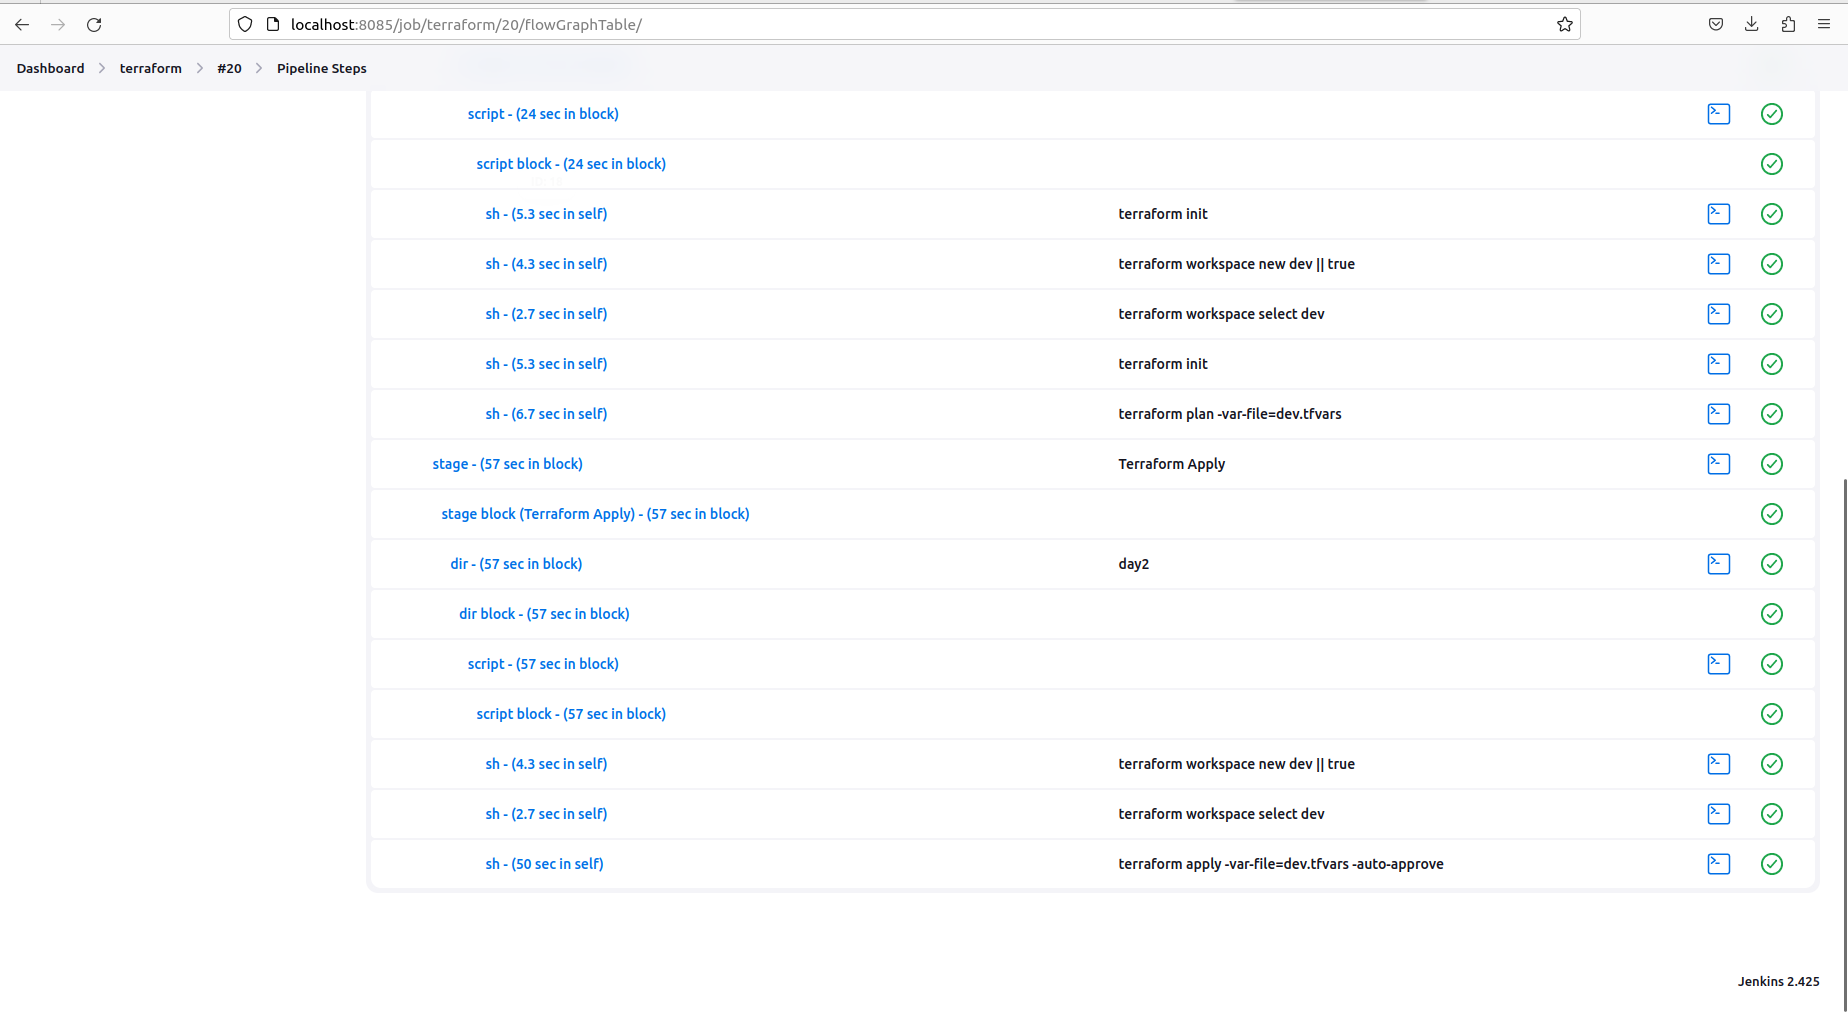 localhost:8085/job/terraform/20/flowGraphTable/
Dashboard terraform #20 Pipeline Steps
script - (24 sec in block)
script block - (24 sec in block)
sh - (5.3 sec in self) terraform init
sh - (4.3 sec in self) terraform workspace new dev || true
sh - (2.7 sec in self) terraform workspace select dev
sh - (5.3 sec in self) terraform init
sh - (6.7 sec in self) terraform plan -var-file=dev.tfvars
stage - (57 sec in block) Terraform Apply
stage block (Terraform Apply) - (57 sec in block)
dir - (57 sec in block) day2
dir block - (57 sec in block)
script - (57 sec in block)
script block - (57 sec in block)
sh - (4.3 sec in self) terraform workspace new dev || true
sh - (2.7 sec in self) terraform workspace select dev
sh - (50 sec in self) terraform apply -var-file=dev.tfvars -auto-approve
Jenkins 2.425